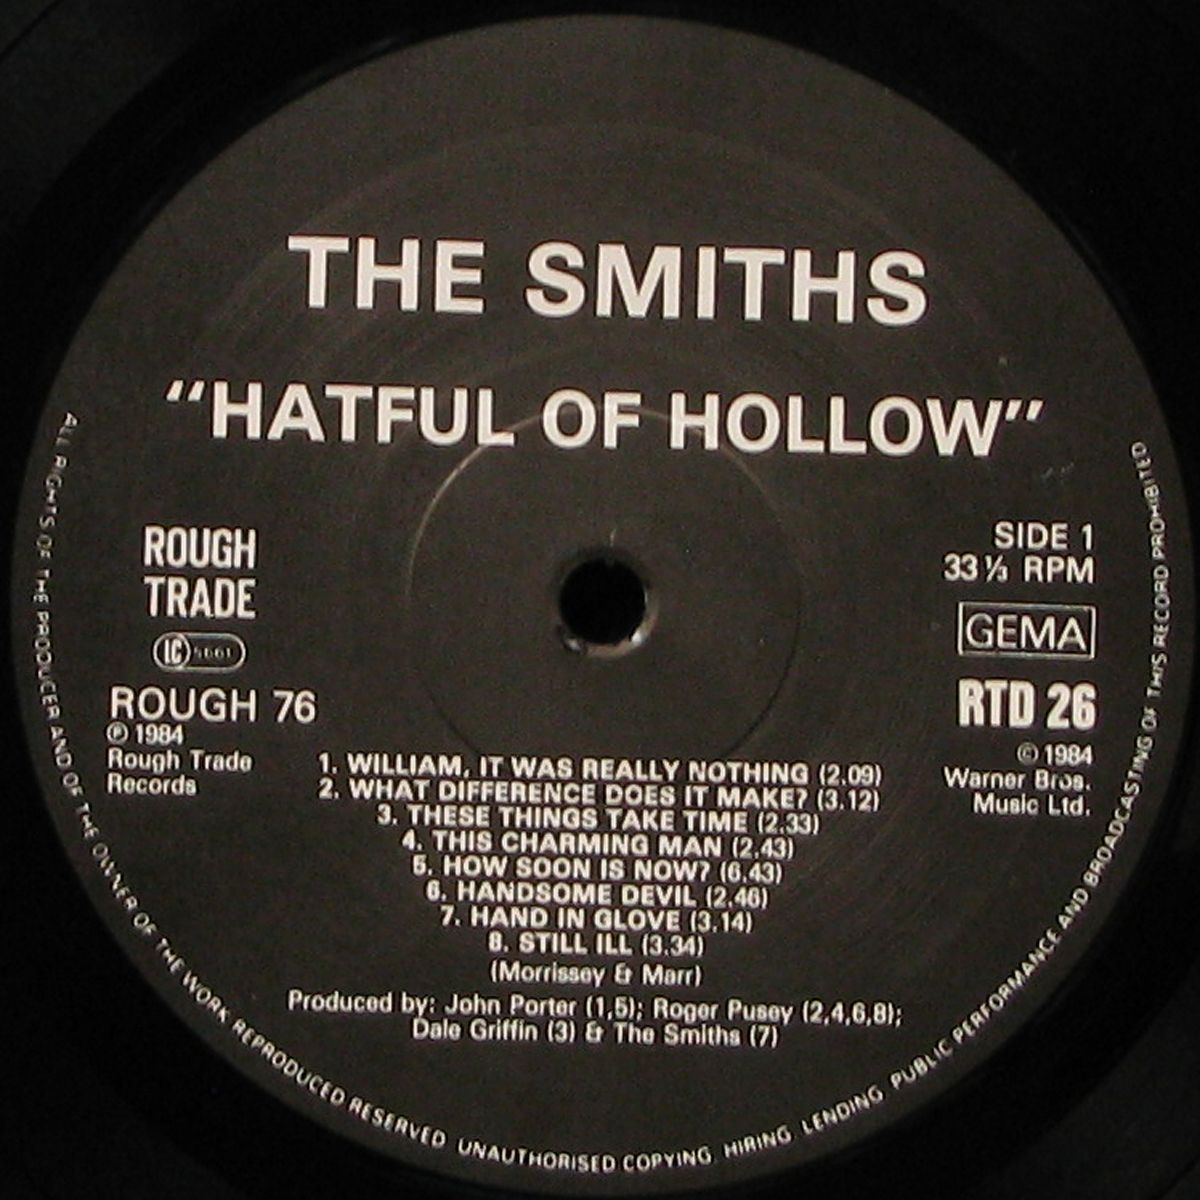 THE SMITHS
"HATFUL OF HOLLOW"
ROUGH
TRADE
LC
ROUGH 76
Ⓟ 1984
Rough Trade
Records
SIDE 1
33 ⅓ RPM
GEMA
RTD 26
© 1984
Warner Bros.
Music Ltd.
1. WILLIAM, IT WAS REALLY NOTHING (2.09)
2. WHAT DIFFERENCE DOES IT MAKE? (3.12)
3. THESE THINGS TAKE TIME (2.33)
4. THIS CHARMING MAN (2.43)
5. HOW SOON IS NOW? (6.43)
6. HANDSOME DEVIL (2.46)
7. HAND IN GLOVE (3.14)
8. STILL ILL (3.34)
(Morrissey & Marr)
Produced by: John Porter (1,5); Roger Pusey (2,4,6,8);
Dale Griffin (3) & The Smiths (7)
ALL RIGHTS OF THE PRODUCER AND OF THE OWNER OF THE WORK REPRODUCED RESERVED UNAUTHORISED COPYING. HIRING LENDING PUBLIC PERFORMANCE AND BROADCASTING OF THIS RECORD PROHIBITED